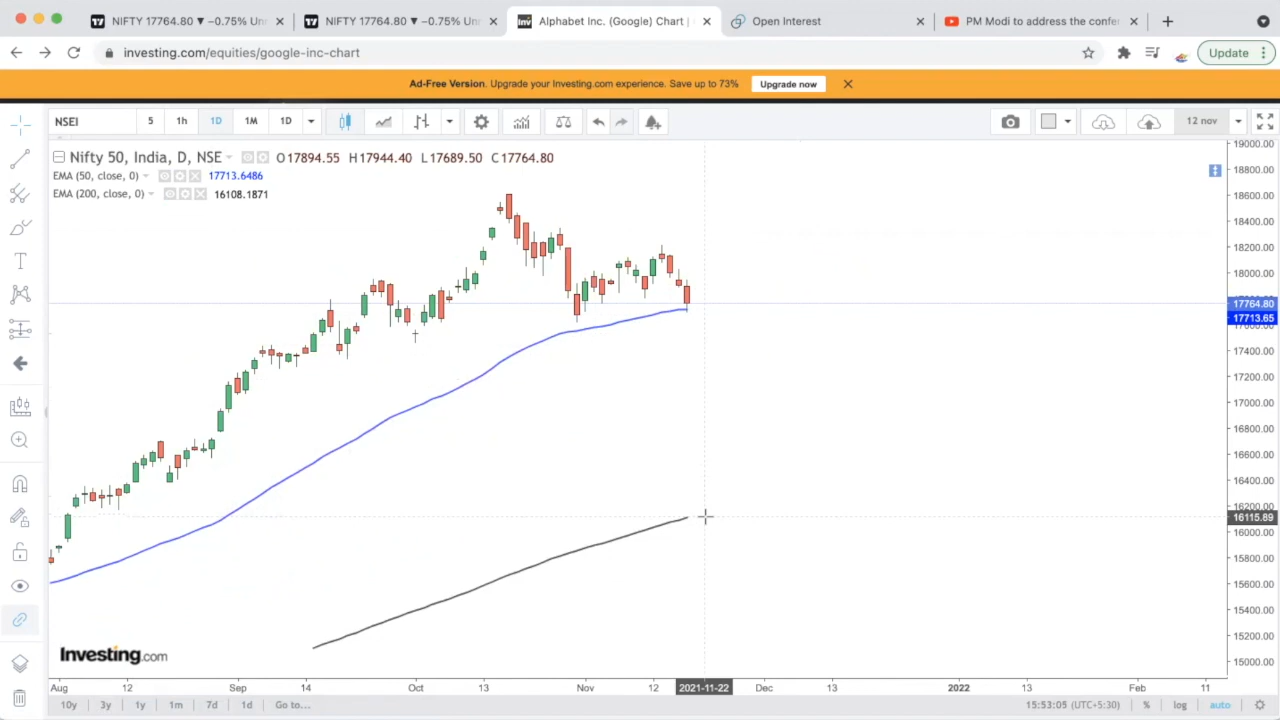 NIFTY 17764.80 ▼ −0.75% Un
NIFTY 17764.80 ▼ −0.75% Un
Alphabet Inc. (Google) Chart |
Open Interest
PM Modi to address the confe
investing.com/equities/google-inc-chart
Update
Ad-Free Version. Upgrade your Investing.com experience. Save up to 73%
Upgrade now
NSEI
5
1h
1D
1M
1D
12 nov
Nifty 50, India, D, NSE
O17894.55 H17944.40 L17689.50 C17764.80
EMA (50, close, 0)
17713.6486
EMA (200, close, 0)
16108.1871
19000.00
18800.00
18600.00
18400.00
18200.00
18000.00
17764.80
17713.65
17600.00
17400.00
17200.00
17000.00
16800.00
16600.00
16400.00
16200.00
16115.89
16000.00
15800.00
15600.00
15400.00
15200.00
15000.00
Investing.com
Aug 12 Sep 14 Oct 13 Nov 12 2021-11-22 Dec 13 2022 13 Feb 11
10y 3y 1y 1m 7d 1d Go to...
15:53:05 (UTC+5:30) % log auto